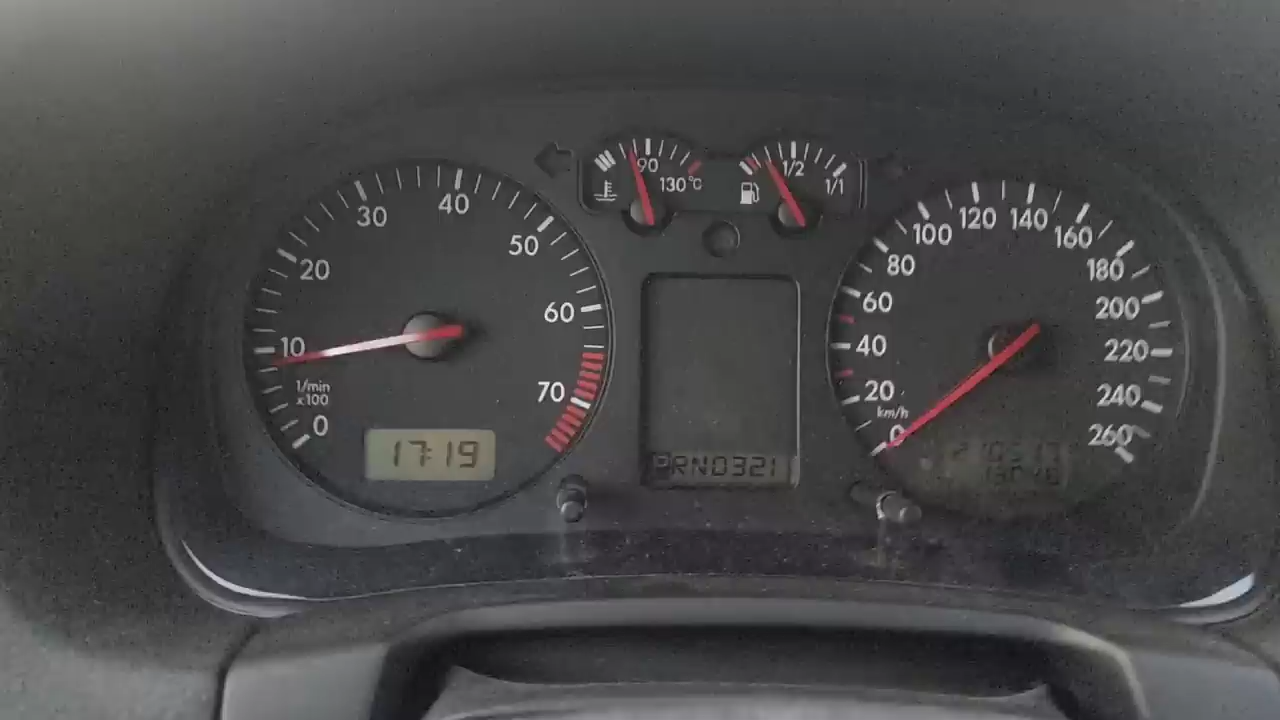 10 20 30 40 50 60 70
1/min
x100
0
17:19
90
130°C
1/2
1/1
PRND321
0 20 40 60 80 100 120 140 160 180 200 220 240 260
km/h